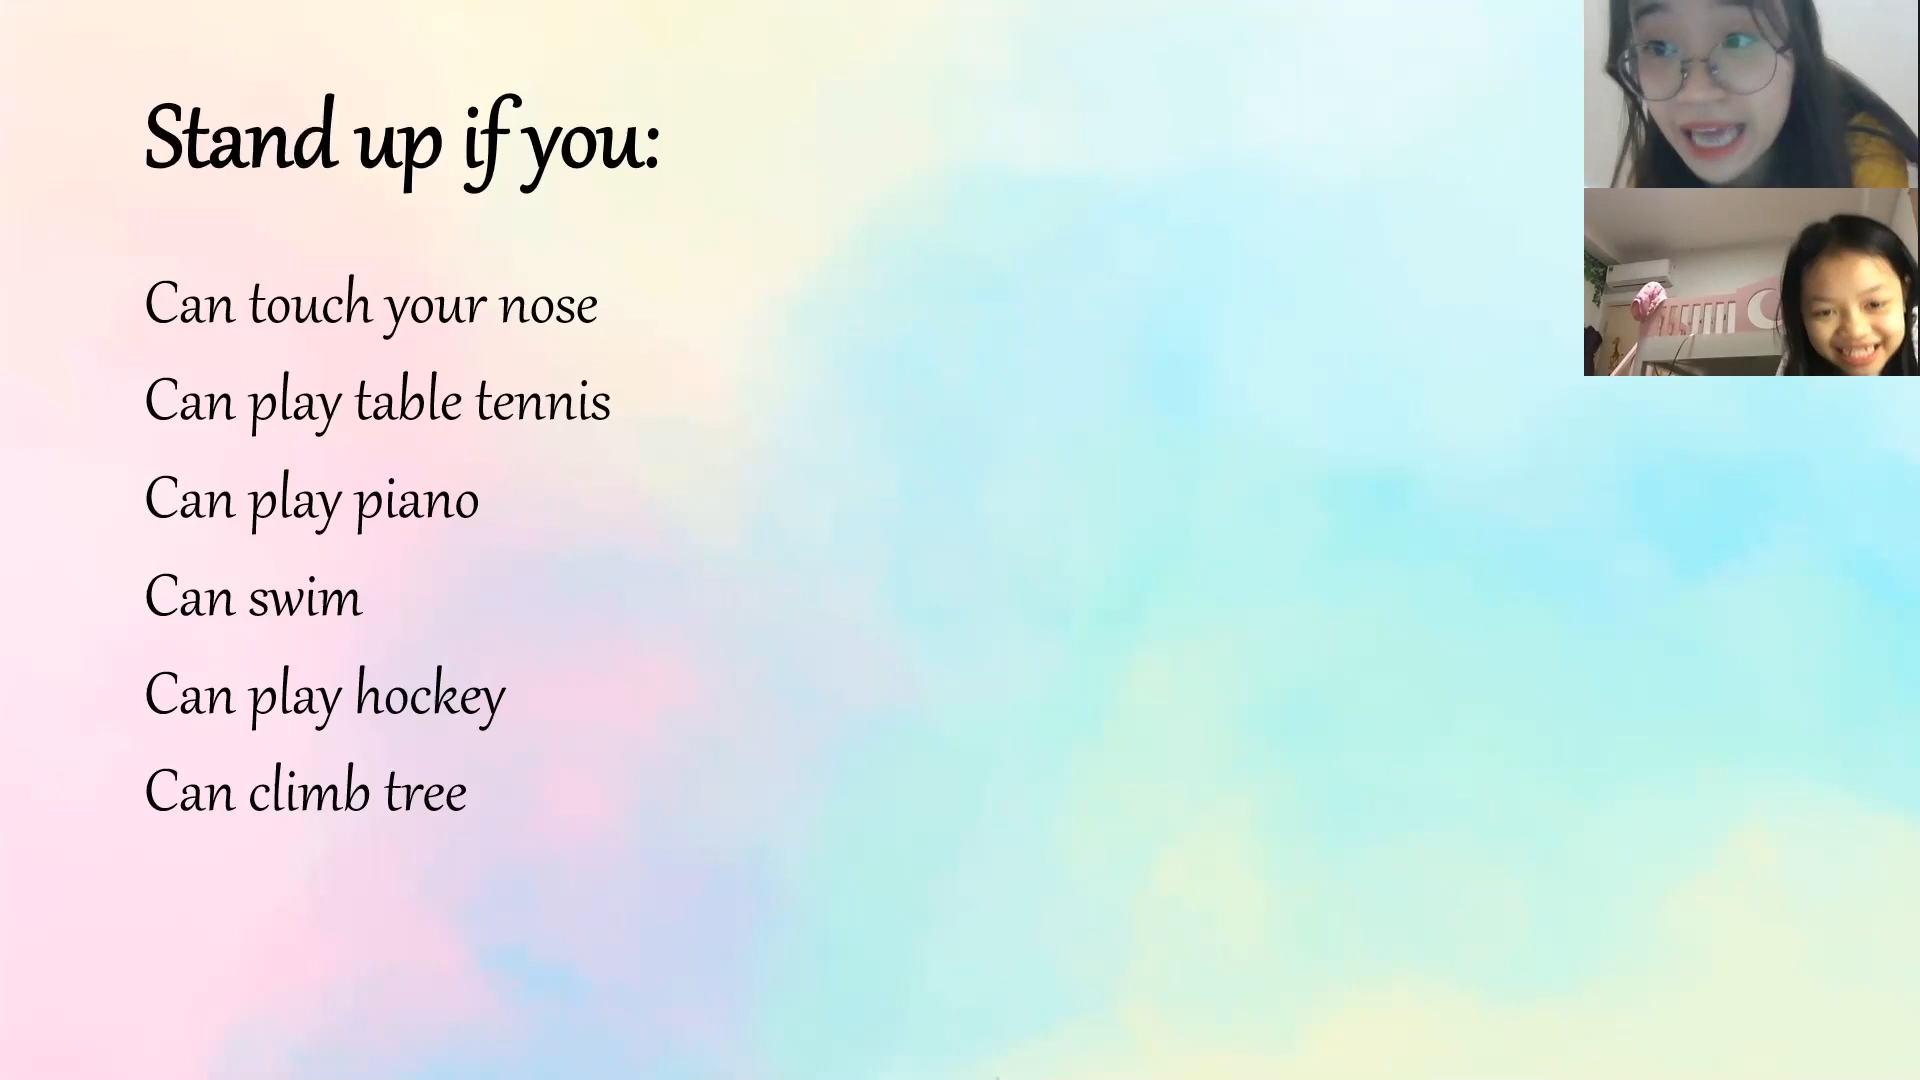 Stand up if you:
Can touch your nose
Can play table tennis
Can play piano
Can swim
Can play hockey
Can climb tree